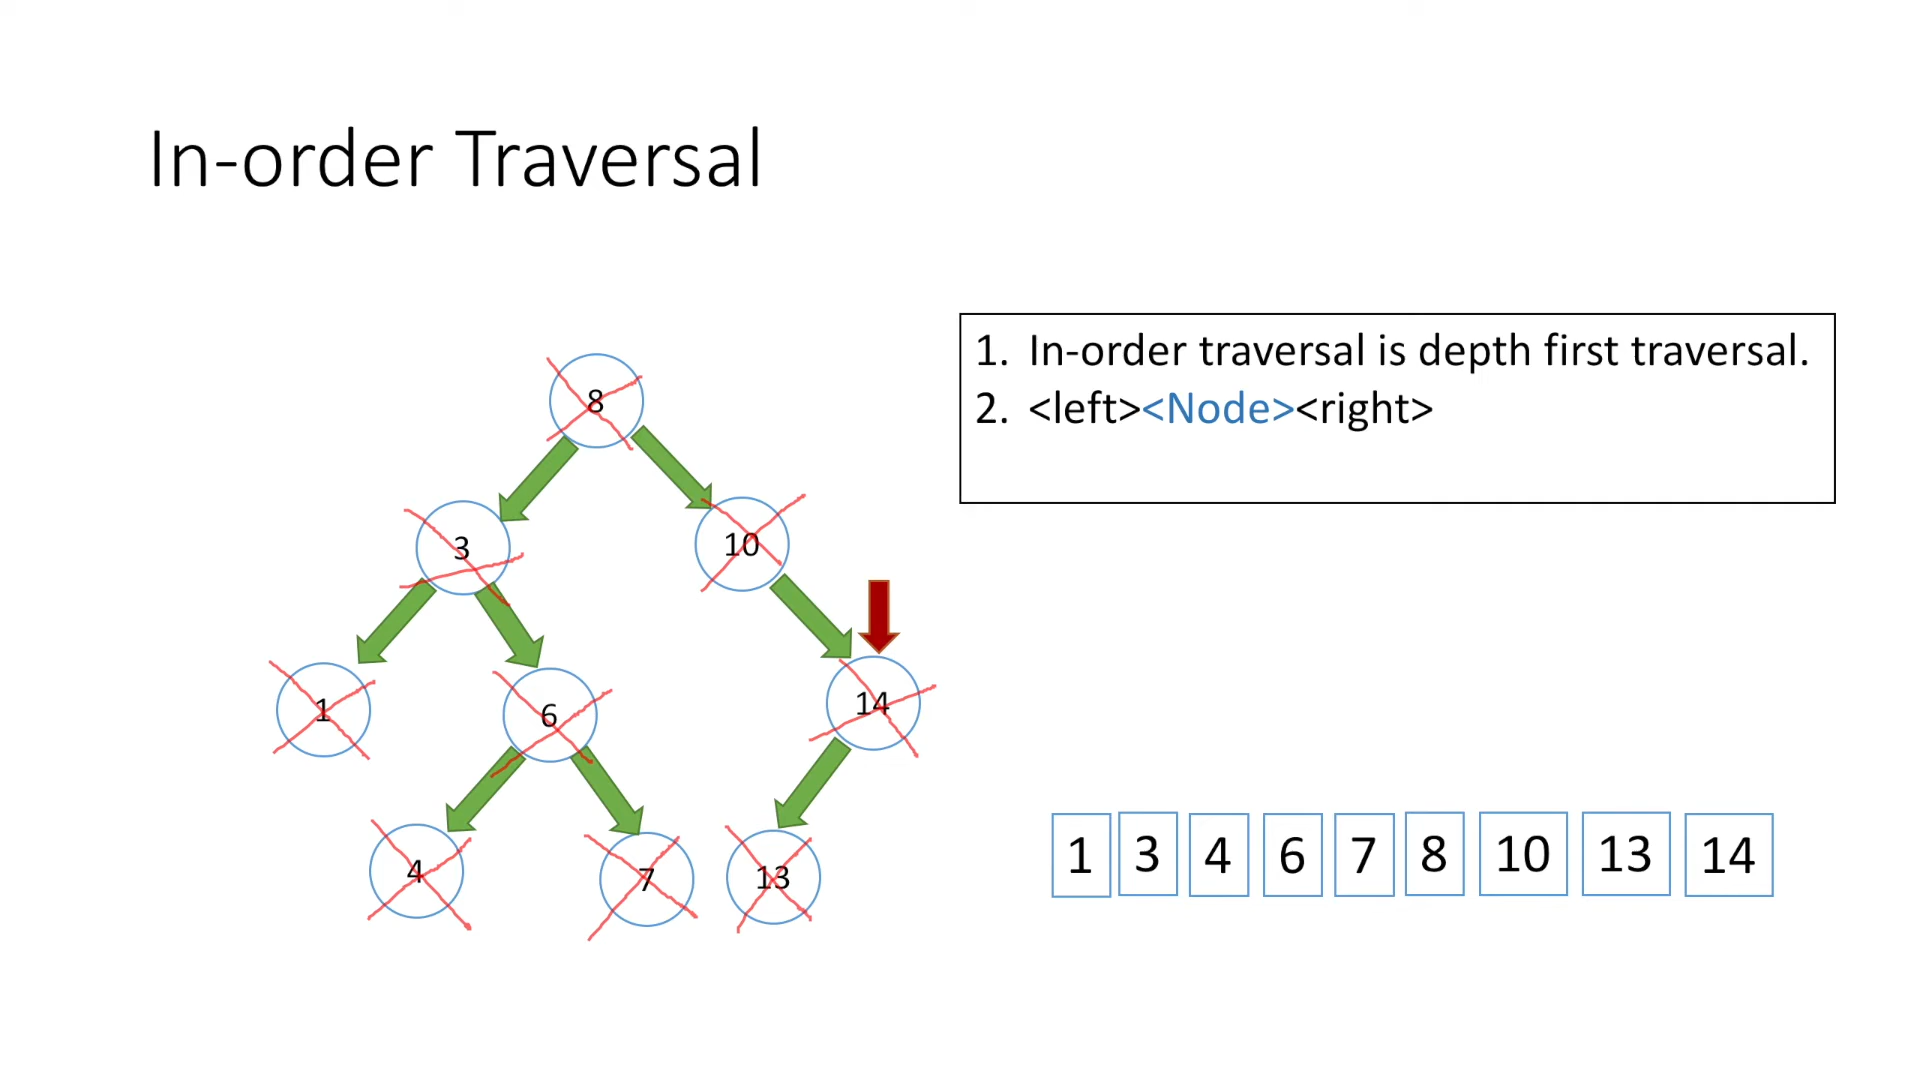 In-order Traversal
1. In-order traversal is depth first traversal.
2. <left><Node><right>
8
3
10
1
6
14
4
7
13
1 3 4 6 7 8 10 13 14